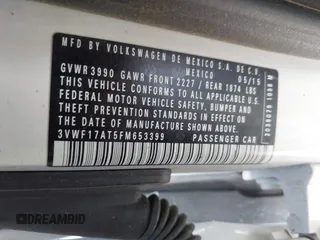 MFD BY VOLKSWAGEN DE MEXICO S.A. DE C.V.
MEXICO 05/15
GVWR 3990 GAWR FRONT 2227 / REAR 1874 LBS
THIS VEHICLE CONFORMS TO ALL APPLICABLE
FEDERAL MOTOR VEHICLE SAFETY, BUMPER AND
THEFT PREVENTION STANDARDS IN EFFECT ON
THE DATE OF MANUFACTURE SHOWN ABOVE.
3VWF17AT5FM653399 PASSENGER CAR
DREAMBID